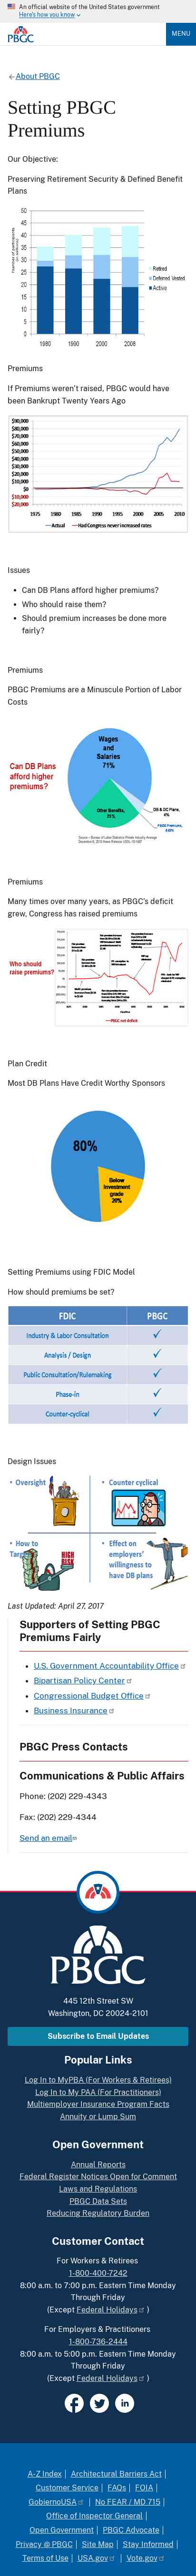 An official website of the United States government
Here's how you know
PBGC
MENU
About PBGC
Setting PBGC
Premiums
Our Objective:
Preserving Retirement Security & Defined Benefit
Plans
Number of participants
(in millions)
50
45
40
35
30
25
20
15
10
5
0
1980
1990
2000
2008
Retired
Deferred Vested
Active
Premiums
If Premiums weren't raised, PBGC would have
been Bankrupt Twenty Years Ago
$90,000
$80,000
$70,000
$60,000
$50,000
$40,000
$30,000
$20,000
$10,000
$0
($10,000)
($20,000)
1975
1980
1985
1990
1995
2000
2005
2010
Actual
Had Congress never increased rates
Issues
Can DB Plans afford higher premiums?
Who should raise them?
Should premium increases be done more
fairly?
Premiums
PBGC Premiums are a Minuscule Portion of Labor
Costs
Can DB Plans
afford higher
premiums?
Wages
and
Salaries
71%
Other Benefits,
DB & DC Plans,
4%
PBGC Premiums
Premiums
Many times over many years, as PBGC's deficit
grew, Congress has raised premiums
Who should
raise premiums?
PBGC net deficit
Plan Credit
Most DB Plans Have Credit Worthy Sponsors
80%
Below
Investment
grade
20%
Setting Premiums using FDIC Model
How should premiums be set?
FDIC
PBGC
Industry & Labor Consultation
Analysis / Design
Public Consultation/Rulemaking
Phase-in
Counter-cyclical
Design Issues
• Oversight
• Counter cyclical
• How to
Target
HIGH
RISK
• Effect on
employers'
willingness to
have DB plans
Last Updated: April 27, 2017
Supporters of Setting PBGC
Premiums Fairly
U.S. Government Accountability Office
Bipartisan Policy Center
Congressional Budget Office
Business Insurance
PBGC Press Contacts
Communications & Public Affairs
Phone: (202) 229-4343
Fax: (202) 229-4344
Send an email
PBGC
445 12th Street SW
Washington, DC 20024-2101
Subscribe to Email Updates
Popular Links
Log In to MyPBA (For Workers & Retirees)
Log In to My PAA (For Practitioners)
Multiemployer Insurance Program Facts
Annuity or Lump Sum
Open Government
Annual Reports
Federal Register Notices Open for Comment
Laws and Regulations
PBGC Data Sets
Reducing Regulatory Burden
Customer Contact
For Workers & Retirees
1-800-400-7242
8:00 a.m. to 7:00 p.m. Eastern Time Monday
Through Friday
(Except Federal Holidays )
For Employers & Practitioners
1-800-736-2444
8:00 a.m. to 5:00 p.m. Eastern Time Monday
Through Friday
(Except Federal Holidays )
A-Z Index | Architectural Barriers Act |
Customer Service | FAQs | FOIA |
GobiernoUSA | No FEAR / MD 715 |
Office of Inspector General |
Open Government | PBGC Advocate |
Privacy @ PBGC | Site Map | Stay Informed |
Terms of Use | USA.gov | Vote.gov